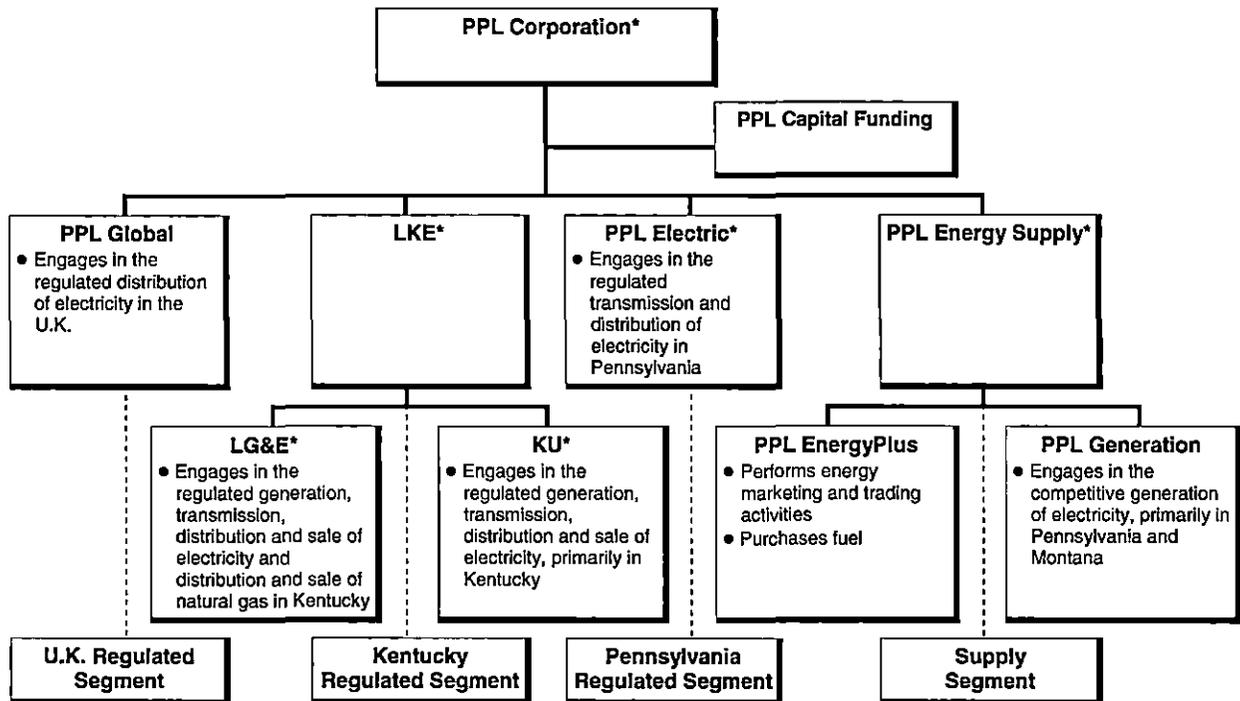 PPL Corporation*
PPL Capital Funding
PPL Global
• Engages in the
regulated distribution
of electricity in the
U.K.
LKE*
PPL Electric*
• Engages in the
regulated
transmission and
distribution of
electricity in
Pennsylvania
PPL Energy Supply*
LG&E*
• Engages in the
regulated generation,
transmission,
distribution and sale of
electricity and
distribution and sale of
natural gas in Kentucky
KU*
• Engages in the
regulated generation,
transmission,
distribution and sale of
electricity, primarily in
Kentucky
PPL EnergyPlus
• Performs energy
marketing and trading
activities
• Purchases fuel
PPL Generation
• Engages in the
competitive generation
of electricity, primarily in
Pennsylvania and
Montana
U.K. Regulated
Segment
Kentucky
Regulated Segment
Pennsylvania
Regulated Segment
Supply
Segment